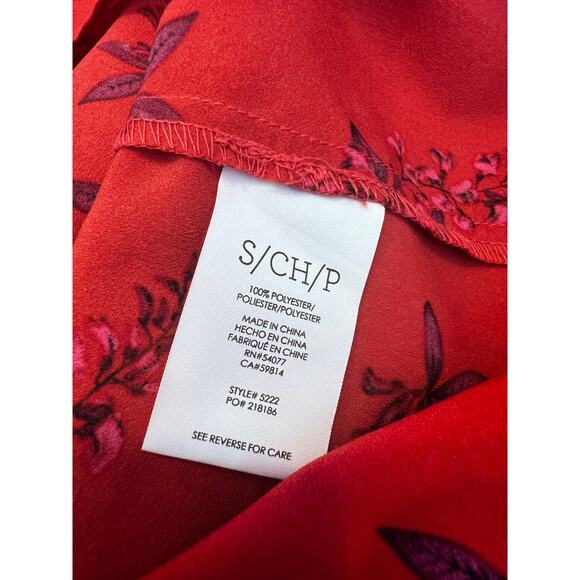 S/CH/P
100% POLYESTER/
POLIESTER/POLYESTER
MADE IN CHINA
HECHO EN CHINA
FABRIQUÉ EN CHINE
RN#54077
CA#59814
STYLE# 5222
PO# 218186
SEE REVERSE FOR CARE